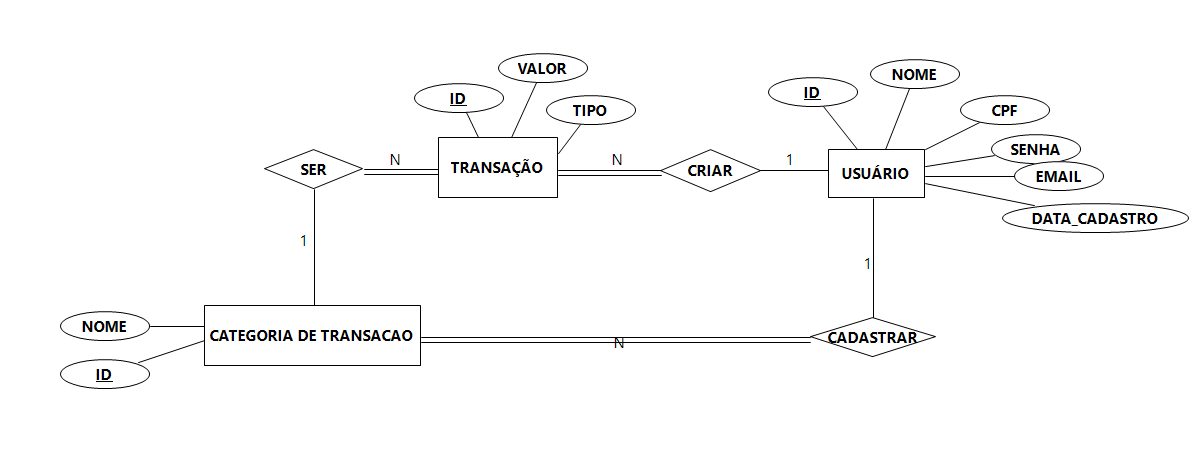 VALOR
NOME
ID
ID
TIPO
CPF
SENHA
N
N
1
SER
TRANSAÇÃO
CRIAR
USUÁRIO
EMAIL
DATA_CADASTRO
1
1
NOME
CATEGORIA DE TRANSACAO
N
CADASTRAR
ID